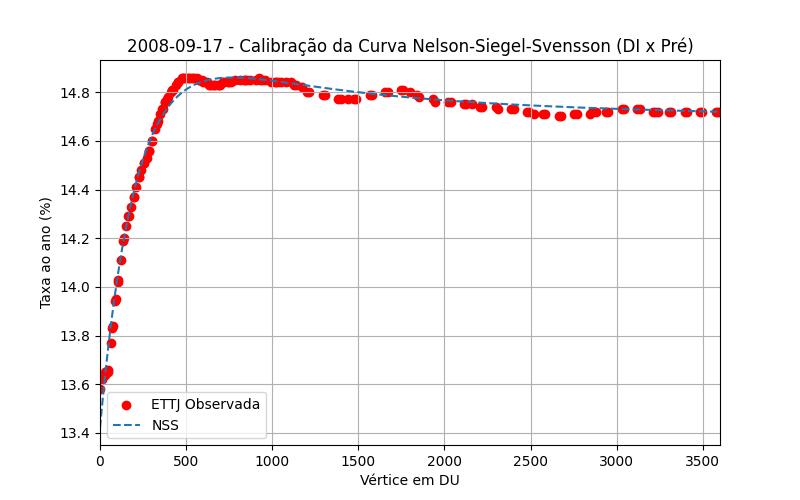 2008-09-17 - Calibração da Curva Nelson-Siegel-Svensson (DI x Pré)
Taxa ao ano (%)
14.8
14.6
14.4
14.2
14.0
13.8
13.6
13.4
ETTJ Observada
NSS
0 500 1000 1500 2000 2500 3000 3500
Vértice em DU